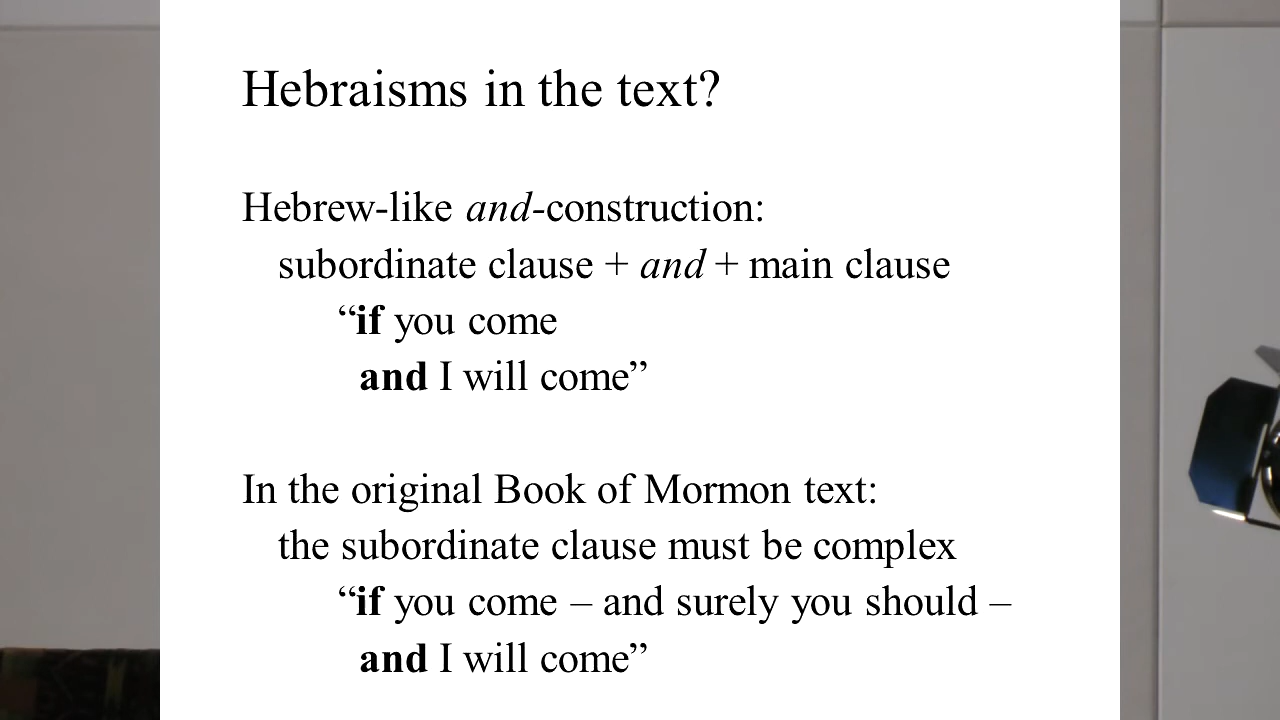 Hebraisms in the text?
Hebrew-like and-construction:
subordinate clause + and + main clause
“if you come
and I will come”
In the original Book of Mormon text:
the subordinate clause must be complex
“if you come – and surely you should –
and I will come”